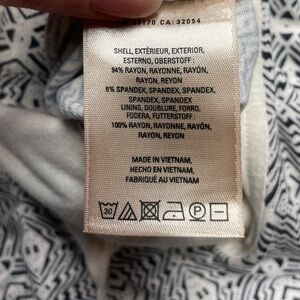 CA: 32054
SHELL, EXTÉRIEUR, EXTERIOR,
ESTERNO, OBERSTOFF :
94% RAYON, RAYONNE, RAYÓN,
RAYON, REYON
6% SPANDEX, SPANDEX, SPANDEX,
SPANDEX, SPANDEX
LINING, DOUBLURE, FORRO,
FODERA, FUTTERSTOFF :
100% RAYON, RAYONNE, RAYÓN,
RAYON, REYON
MADE IN VIETNAM,
HECHO EN VIETNAM,
FABRIQUÉ AU VIETNAM
30 P